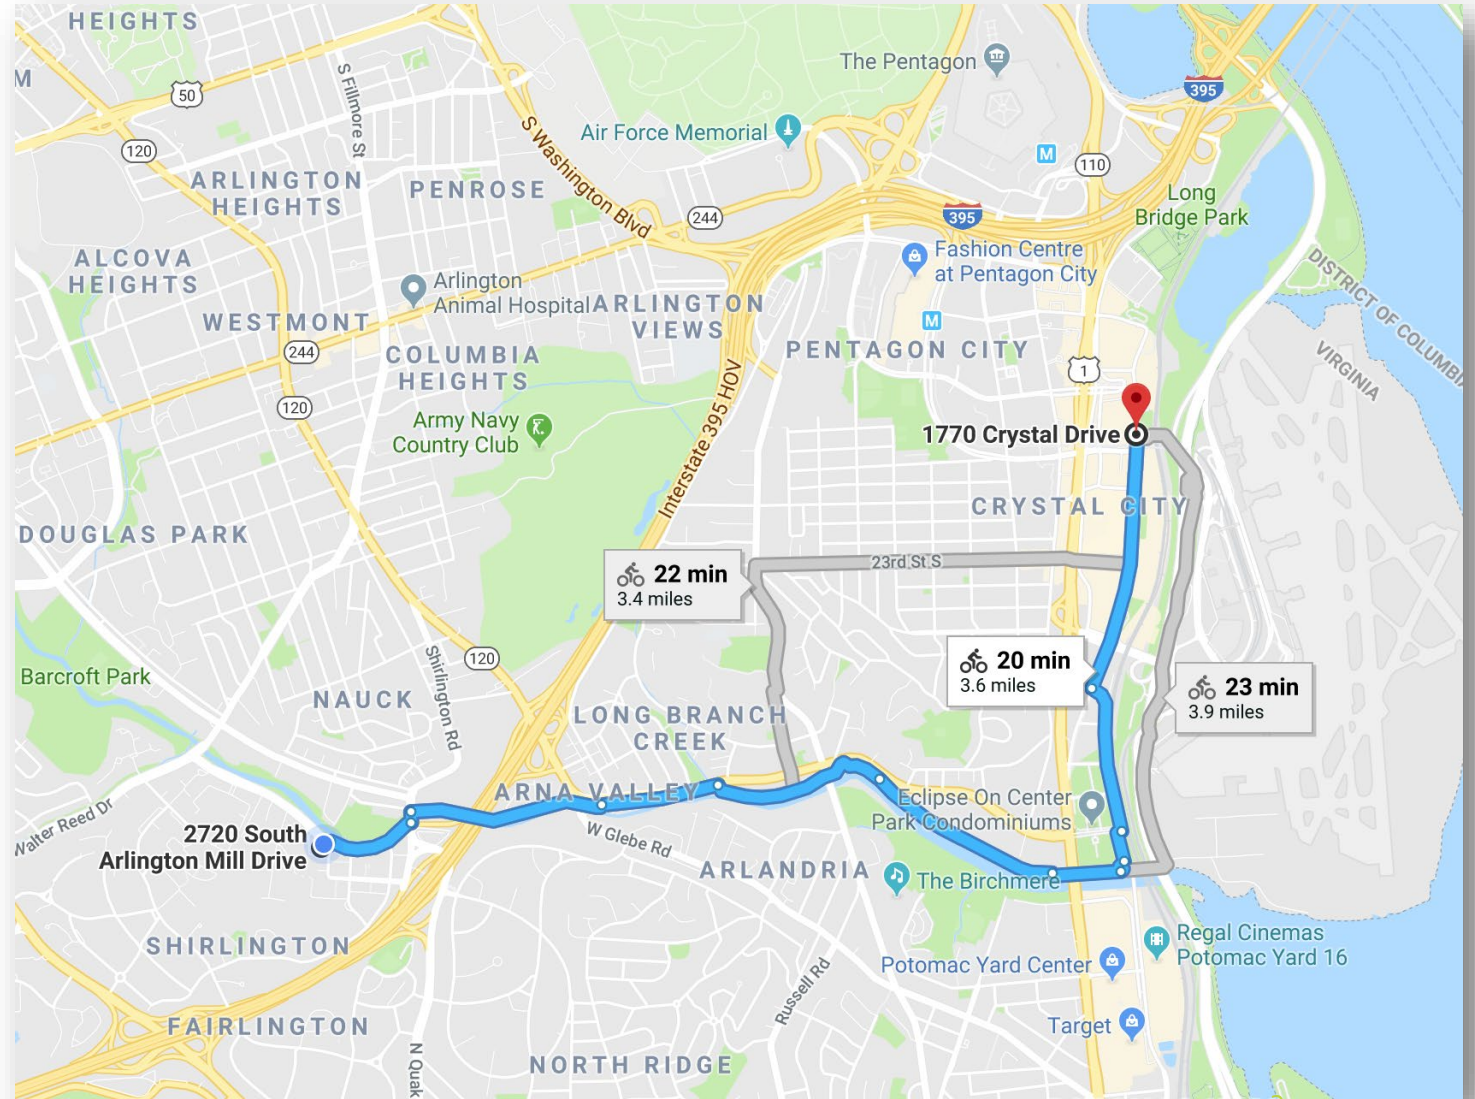 HEIGHTS
The Pentagon
395
M
50
S Fillmore St
120
Air Force Memorial
S Washington Blvd
M
110
ARLINGTON
HEIGHTS
PENROSE
244
395
Long
Bridge Park
ALCOVA
HEIGHTS
Fashion Centre
at Pentagon City
DISTRICT OF COLUMBIA
VIRGINIA
Arlington
Animal Hospital
ARLINGTON
VIEWS
WESTMONT
M
244
COLUMBIA
HEIGHTS
PENTAGON CITY
1
120
Army Navy
Country Club
Interstate 395 HOV
1770 Crystal Drive
CRYSTAL CITY
DOUGLAS PARK
22 min
3.4 miles
23rd St S
Barcroft Park
120
20 min
3.6 miles
NAUCK
Shirlington Rd
23 min
3.9 miles
LONG BRANCH
CREEK
ARNA VALLEY
Eclipse On Center
Park Condominiums
Walter Reed Dr
2720 South
Arlington Mill Drive
W Glebe Rd
ARLANDRIA
The Birchmere
SHIRLINGTON
Regal Cinemas
Potomac Yard 16
Potomac Yard Center
Russell Rd
FAIRLINGTON
Target
N Quak
NORTH RIDGE